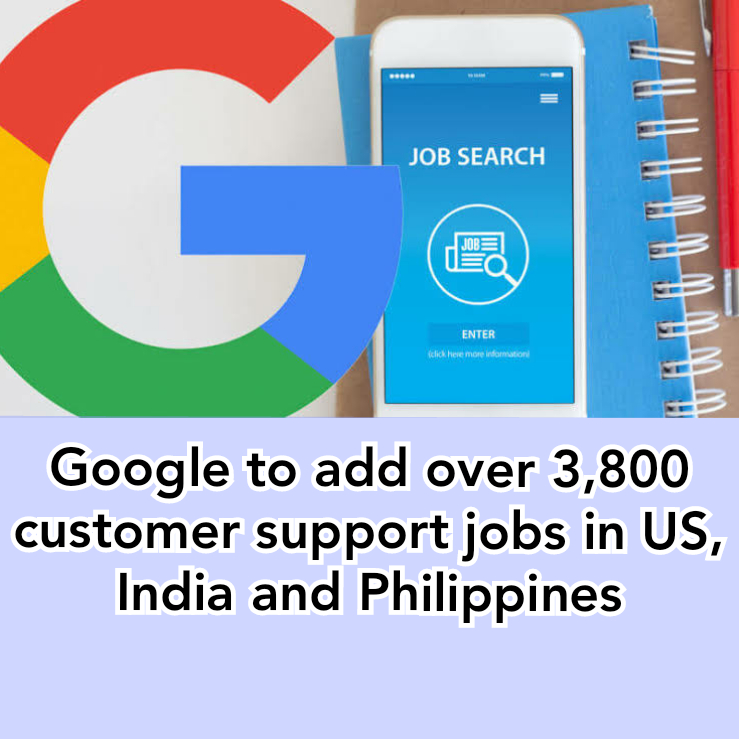 JOB SEARCH
JOB
ENTER
(click here more information)
Google to add over 3,800
customer support jobs in US,
India and Philippines